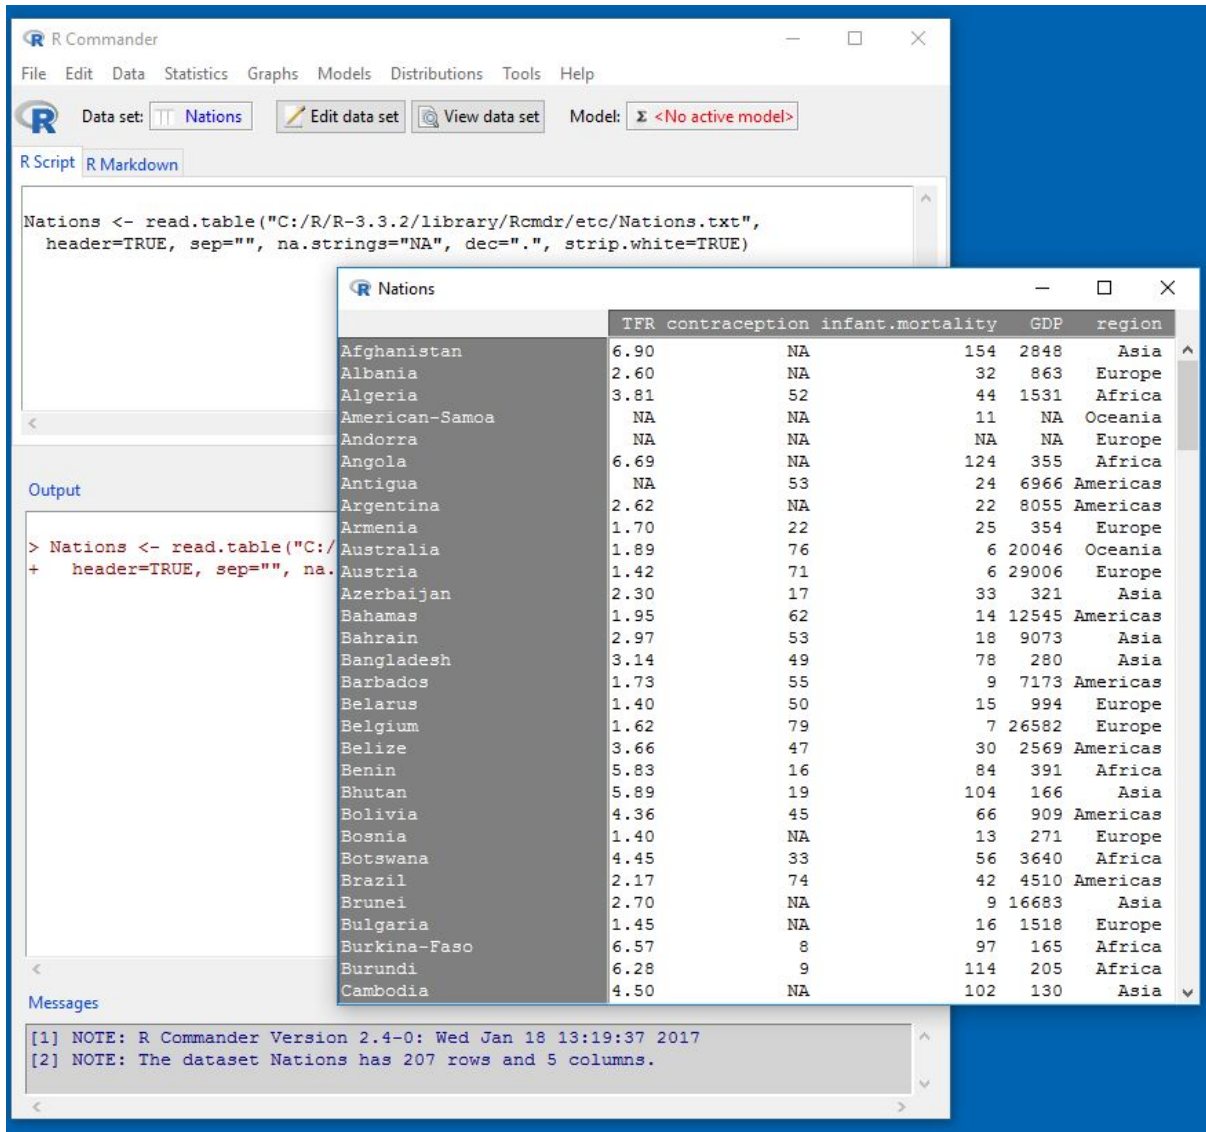 R Commander
File Edit Data Statistics Graphs Models Distributions Tools Help
R Data set: Nations Edit data set View data set Model: Σ <No active model>
R Script R Markdown
Nations <- read.table("C:/R/R-3.3.2/library/Rcmdr/etc/Nations.txt",
header=TRUE, sep="", na.strings="NA", dec=".", strip.white=TRUE)
Output
> Nations <- read.table("C:/
+ header=TRUE, sep="", na.
Messages
[1] NOTE: R Commander Version 2.4-0: Wed Jan 18 13:19:37 2017
[2] NOTE: The dataset Nations has 207 rows and 5 columns.
R Nations
TFR contraception infant.mortality GDP region
Afghanistan 6.90 NA 154 2848 Asia
Albania 2.60 NA 32 863 Europe
Algeria 3.81 52 44 1531 Africa
American-Samoa NA NA 11 NA Oceania
Andorra NA NA NA NA Europe
Angola 6.69 NA 124 355 Africa
Antigua NA 53 24 6966 Americas
Argentina 2.62 NA 22 8055 Americas
Armenia 1.70 22 25 354 Europe
Australia 1.89 76 6 20046 Oceania
Austria 1.42 71 6 29006 Europe
Azerbaijan 2.30 17 33 321 Asia
Bahamas 1.95 62 14 12545 Americas
Bahrain 2.97 53 18 9073 Asia
Bangladesh 3.14 49 78 280 Asia
Barbados 1.73 55 9 7173 Americas
Belarus 1.40 50 15 994 Europe
Belgium 1.62 79 7 26582 Europe
Belize 3.66 47 30 2569 Americas
Benin 5.83 16 84 391 Africa
Bhutan 5.89 19 104 166 Asia
Bolivia 4.36 45 66 909 Americas
Bosnia 1.40 NA 13 271 Europe
Botswana 4.45 33 56 3640 Africa
Brazil 2.17 74 42 4510 Americas
Brunei 2.70 NA 9 16683 Asia
Bulgaria 1.45 NA 16 1518 Europe
Burkina-Faso 6.57 8 97 165 Africa
Burundi 6.28 9 114 205 Africa
Cambodia 4.50 NA 102 130 Asia